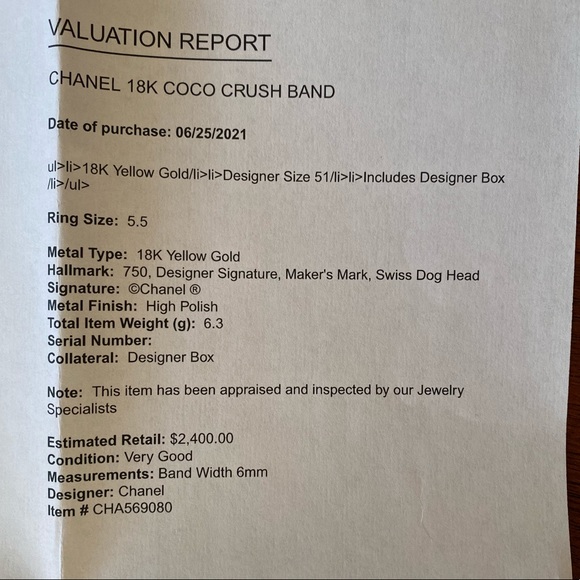 VALUATION REPORT
CHANEL 18K COCO CRUSH BAND
Date of purchase: 06/25/2021
ul>li>18K Yellow Gold/li>li>Designer Size 51/li>li>Includes Designer Box
/li>/ul>
Ring Size: 5.5
Metal Type: 18K Yellow Gold
Hallmark: 750, Designer Signature, Maker's Mark, Swiss Dog Head
Signature: ©Chanel ®
Metal Finish: High Polish
Total Item Weight (g): 6.3
Serial Number:
Collateral: Designer Box
Note: This item has been appraised and inspected by our Jewelry
Specialists
Estimated Retail: $2,400.00
Condition: Very Good
Measurements: Band Width 6mm
Designer: Chanel
Item # CHA569080